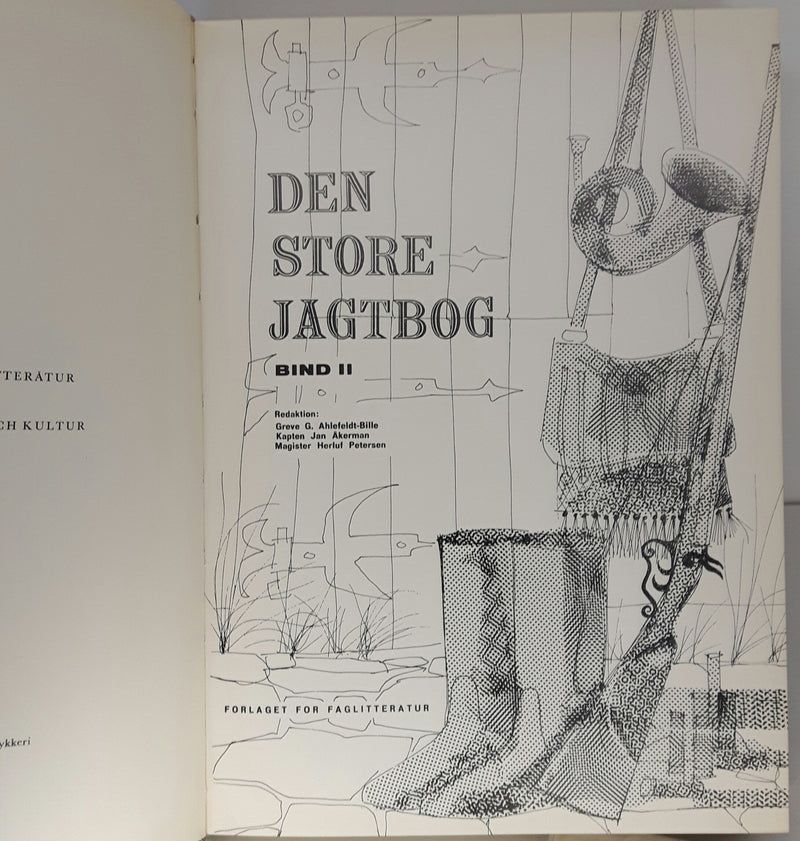 TTERATUR
CH KULTUR
ykkeri
DEN
STORE
JAGTBOG
BIND II
Redaktion:
Greve G. Ahlefeldt-Bille
Kapten Jan Åkerman
Magister Herluf Petersen
FORLAGET FOR FAGLITTERATUR